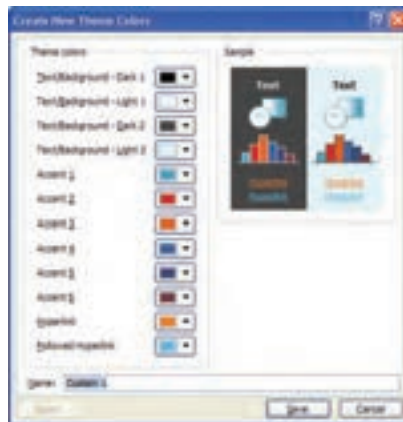 Create New Theme Colors
Theme colors
Sample
Text/Background - Dark 1
Text/Background - Light 1
Text/Background - Dark 2
Text/Background - Light 2
Accent 1
Accent 2
Accent 3
Accent 4
Accent 5
Accent 6
Hyperlink
Followed Hyperlink
Text
Text
Name: Custom 1
Save
Cancel